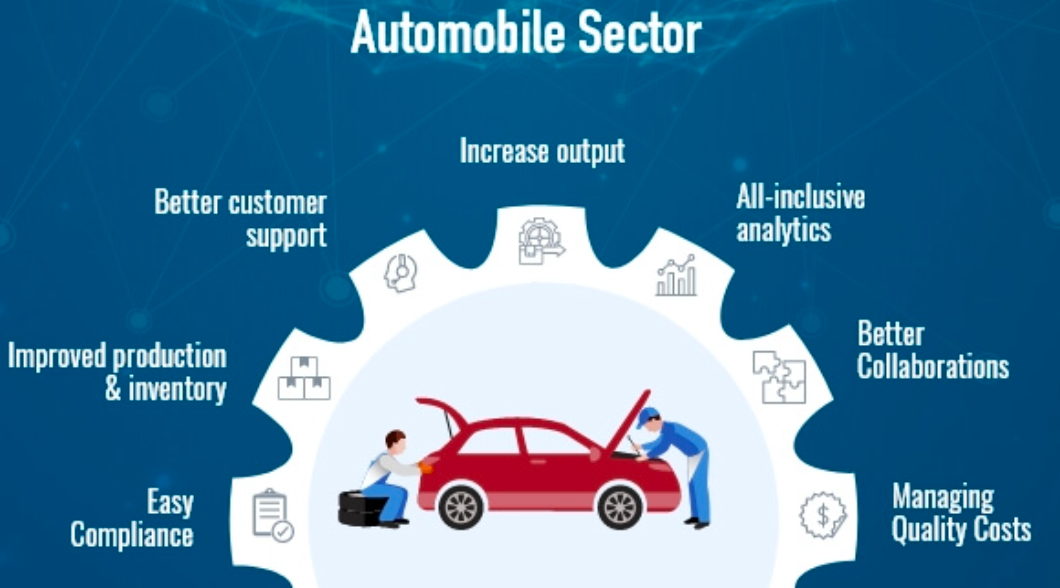 Automobile Sector
Increase output
Better customer
support
All-inclusive
analytics
Improved production
& inventory
Better
Collaborations
Easy
Compliance
Managing
Quality Costs
$